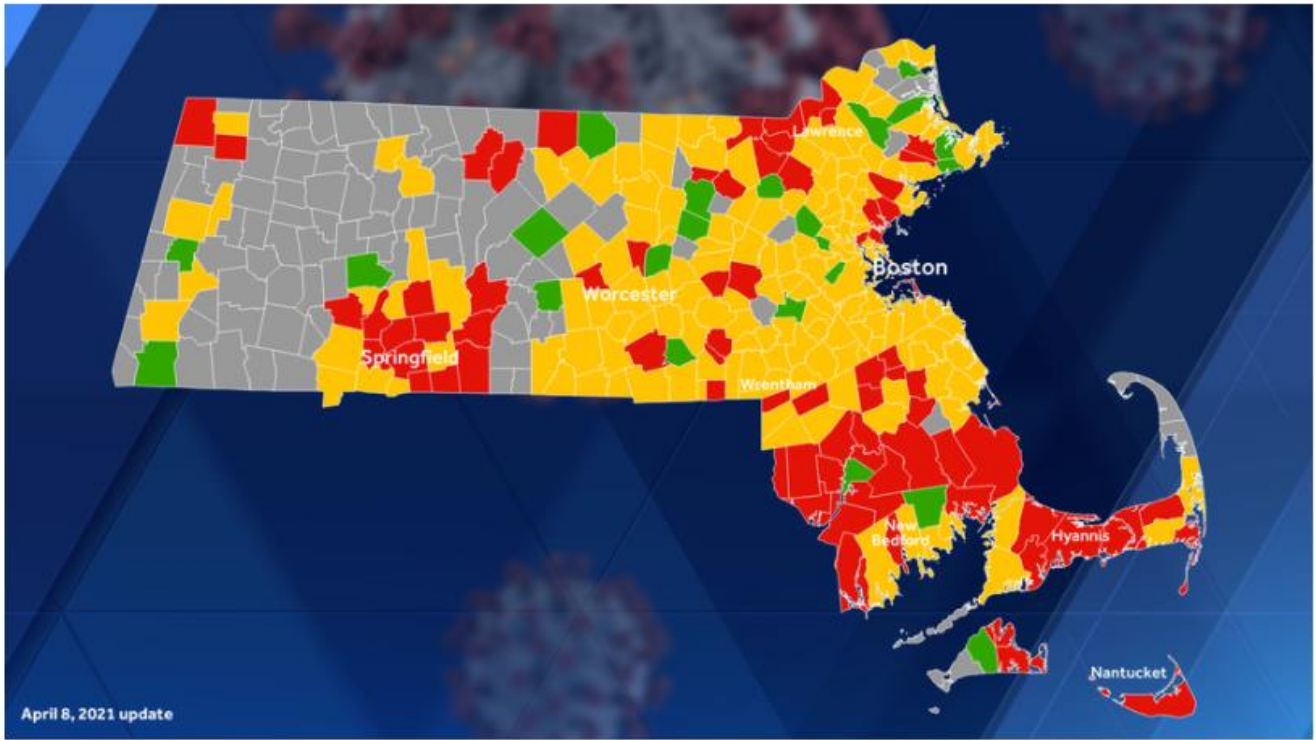 Lawrence
Boston
Worcester
Springfield
Wrentham
New
Bedford
Hyannis
Nantucket
April 8, 2021 update